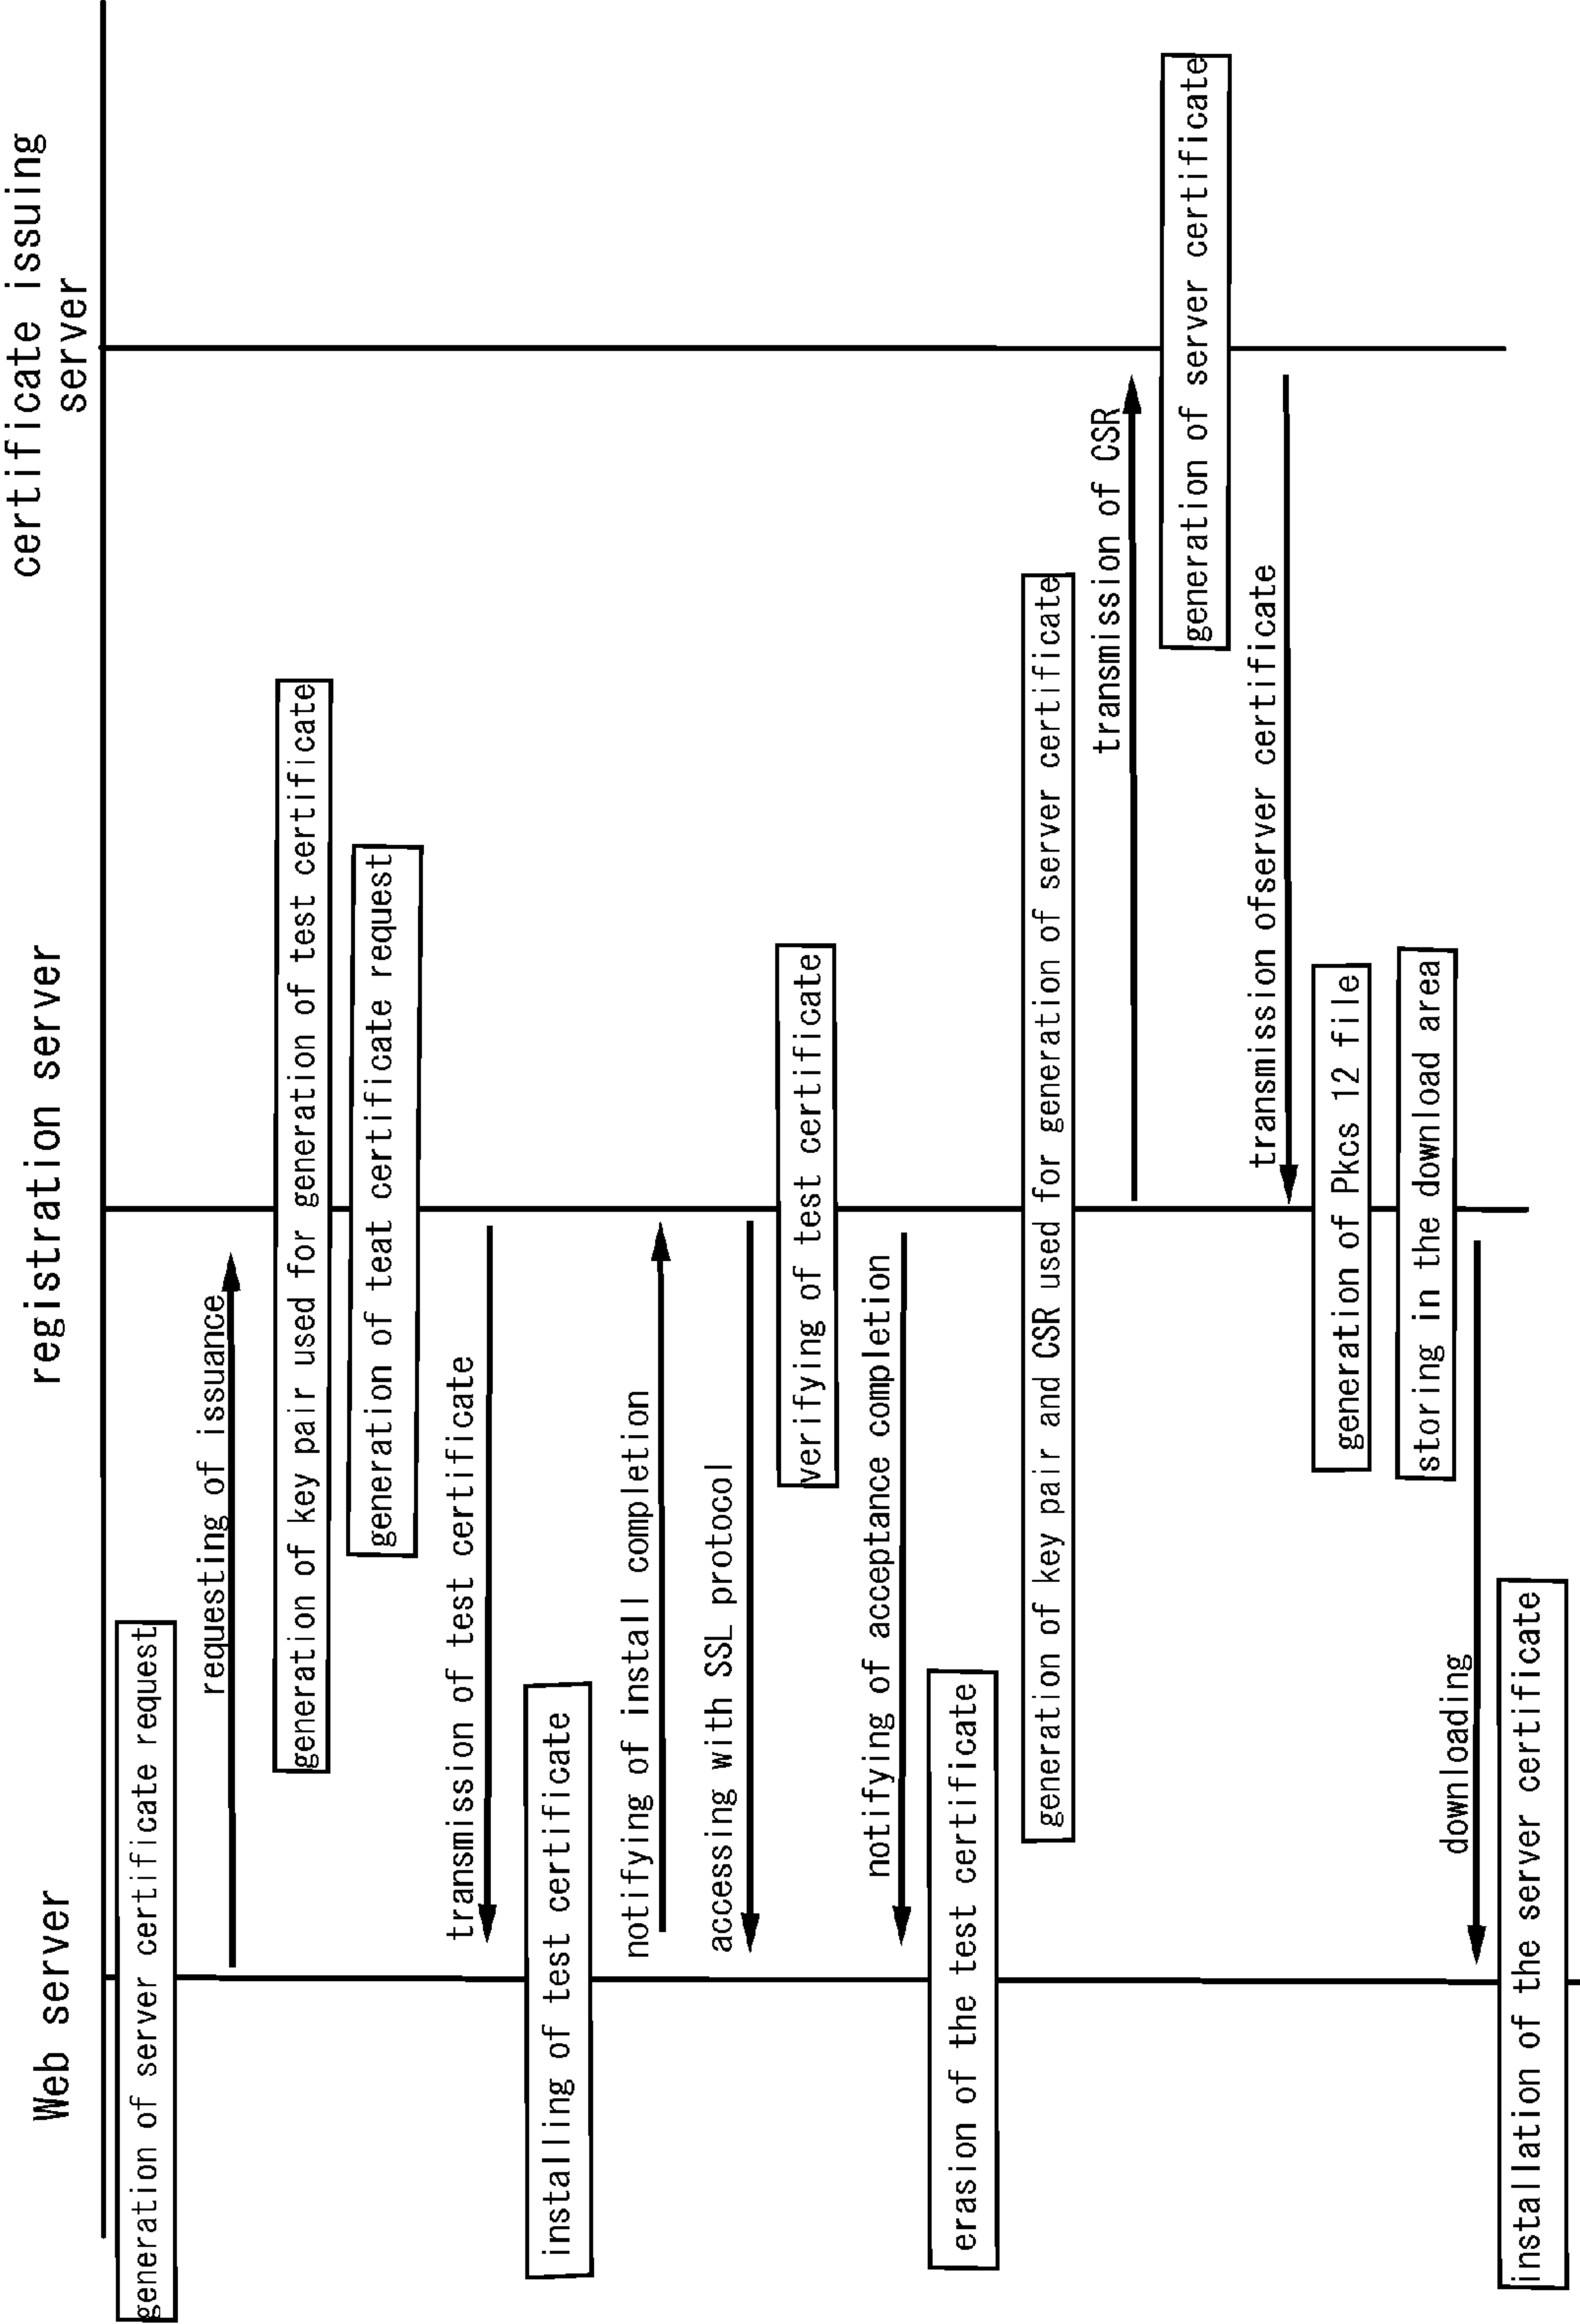 Web server
registration server
certificate issuing
server
generation of server certificate request
requesting of issuance
generation of key pair used for generation of test certificate
generation of teat certificate request
transmission of test certificate
installing of test certificate
notifying of install completion
accessing with SSL protocol
verifying of test certificate
notifying of acceptance completion
erasion of the test certificate
generation of key pair and CSR used for generation of server certificate
transmission of CSR
generation of server certificate
transmission ofserver certificate
generation of Pkcs 12 file
storing in the download area
downloading
installation of the server certificate